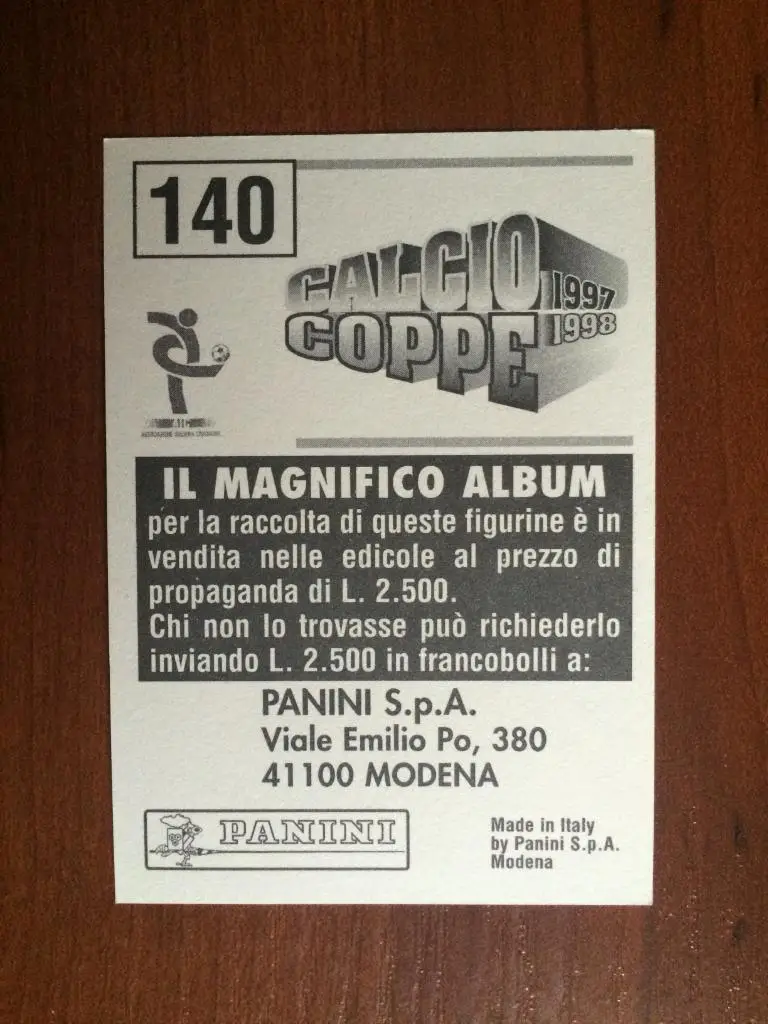 140
CALCIO 1997
COPPE 1998
IL MAGNIFICO ALBUM
per la raccolta di queste figurine è in
vendita nelle edicole al prezzo di
propaganda di L. 2.500.
Chi non lo trovasse può richiederlo
inviando L. 2.500 in francobolli a:
PANINI S.p.A.
Viale Emilio Po, 380
41100 MODENA
PANINI
Made in Italy
by Panini S.p.A.
Modena